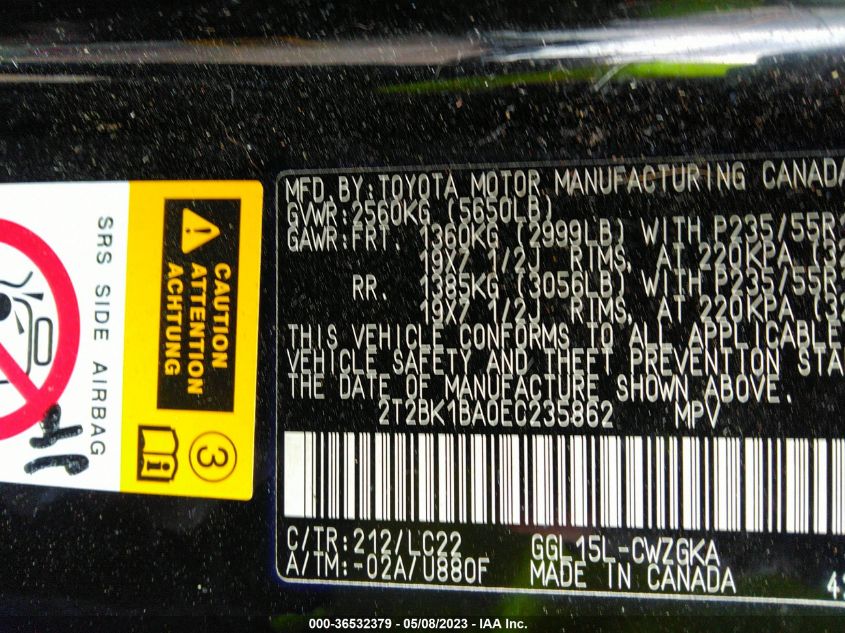 SRS SIDE AIRBAG
CAUTION
ATTENTION
ACHTUNG
3
MFD. BY: TOYOTA MOTOR MANUFACTURING CANADA
GVWR: 2560KG (5650LB)
GAWR: FRT. 1360KG (2999LB) WITH P235/55R
19X7 1/2J RIMS, AT 220KPA (32
RR. 1385KG (3056LB) WITH P235/55R
19X7 1/2J RIMS, AT 220KPA (32
THIS VEHICLE CONFORMS TO ALL APPLICABLE
VEHICLE SAFETY AND THEFT PREVENTION STA
THE DATE OF MANUFACTURE SHOWN ABOVE.
2T2BK1BA0EC235862 MPV
C/TR: 212/LC22 GGL15L-CWZGKA
A/TM: -02A/U880F MADE IN CANADA
000-36532379 - 05/08/2023 - IAA Inc.